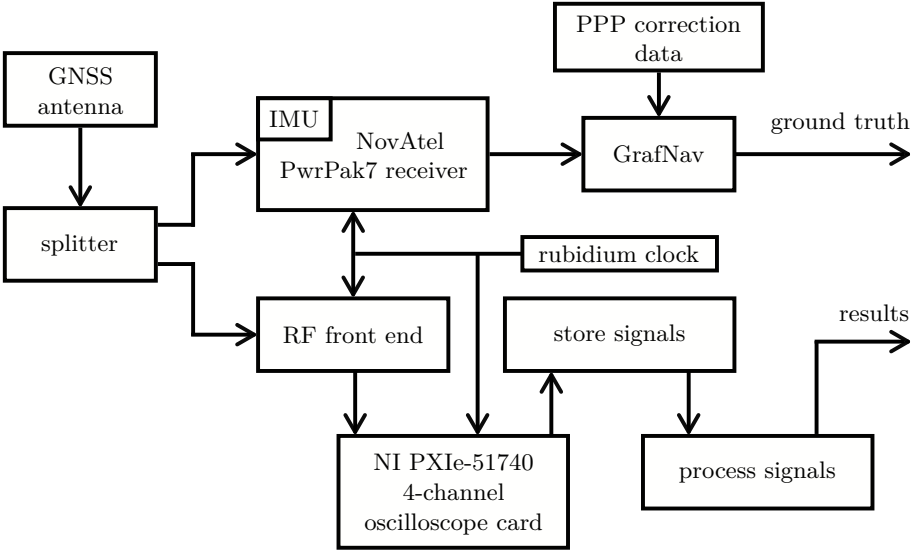 PPP correction
data
GNSS
antenna
IMU
NovAtel
PwrPak7 receiver
GrafNav
ground truth
splitter
rubidium clock
RF front end
store signals
results
NI PXIe-51740
4-channel
oscilloscope card
process signals